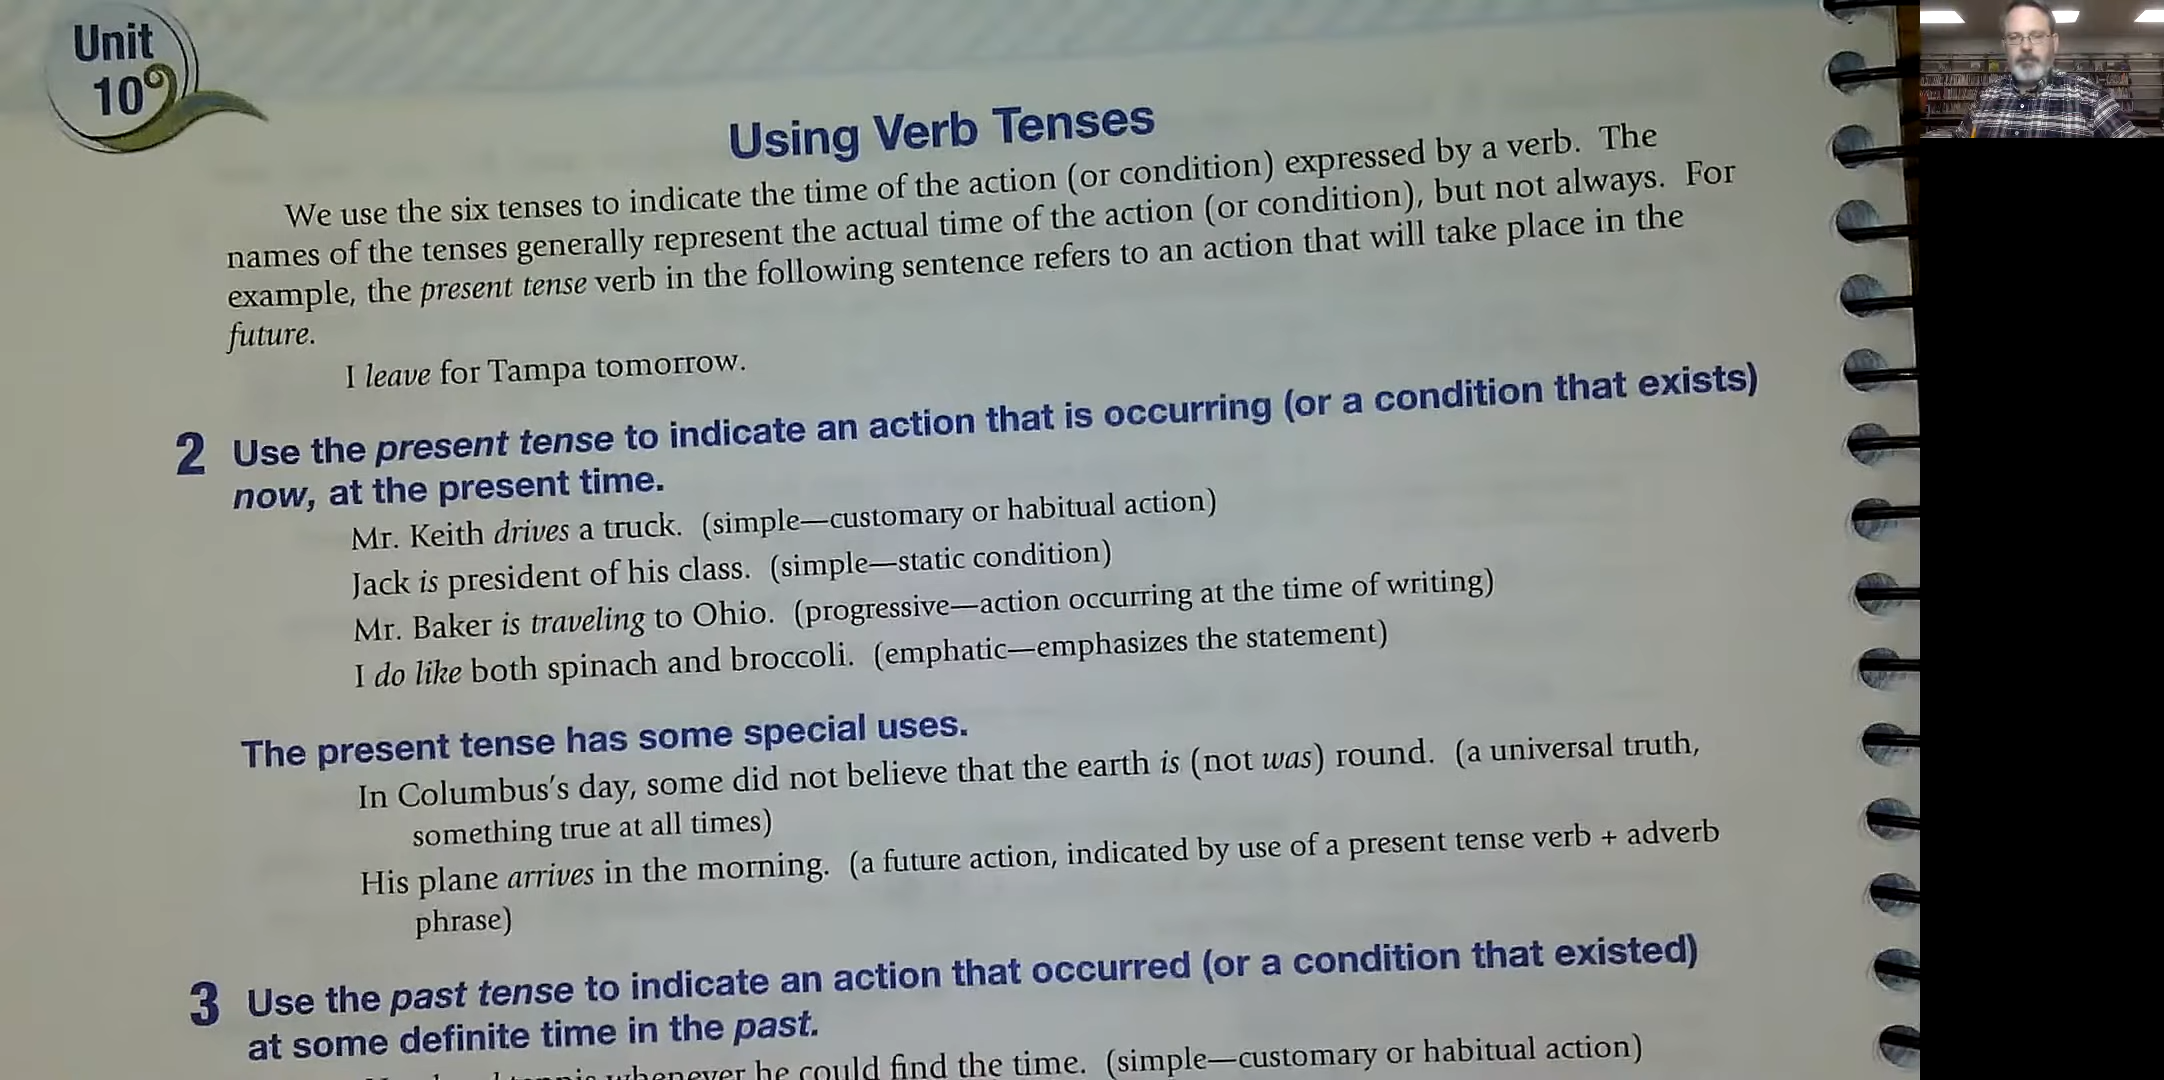 Unit
10
Using Verb Tenses
We use the six tenses to indicate the time of the action (or condition) expressed by a verb. The
names of the tenses generally represent the actual time of the action (or condition), but not always. For
example, the present tense verb in the following sentence refers to an action that will take place in the
future.
I leave for Tampa tomorrow.
2 Use the present tense to indicate an action that is occurring (or a condition that exists)
now, at the present time.
Mr. Keith drives a truck. (simple—customary or habitual action)
Jack is president of his class. (simple—static condition)
Mr. Baker is traveling to Ohio. (progressive—action occurring at the time of writing)
I do like both spinach and broccoli. (emphatic—emphasizes the statement)
The present tense has some special uses.
In Columbus's day, some did not believe that the earth is (not was) round. (a universal truth,
something true at all times)
His plane arrives in the morning. (a future action, indicated by use of a present tense verb + adverb
phrase)
3 Use the past tense to indicate an action that occurred (or a condition that existed)
at some definite time in the past.
whenever he could find the time. (simple—customary or habitual action)